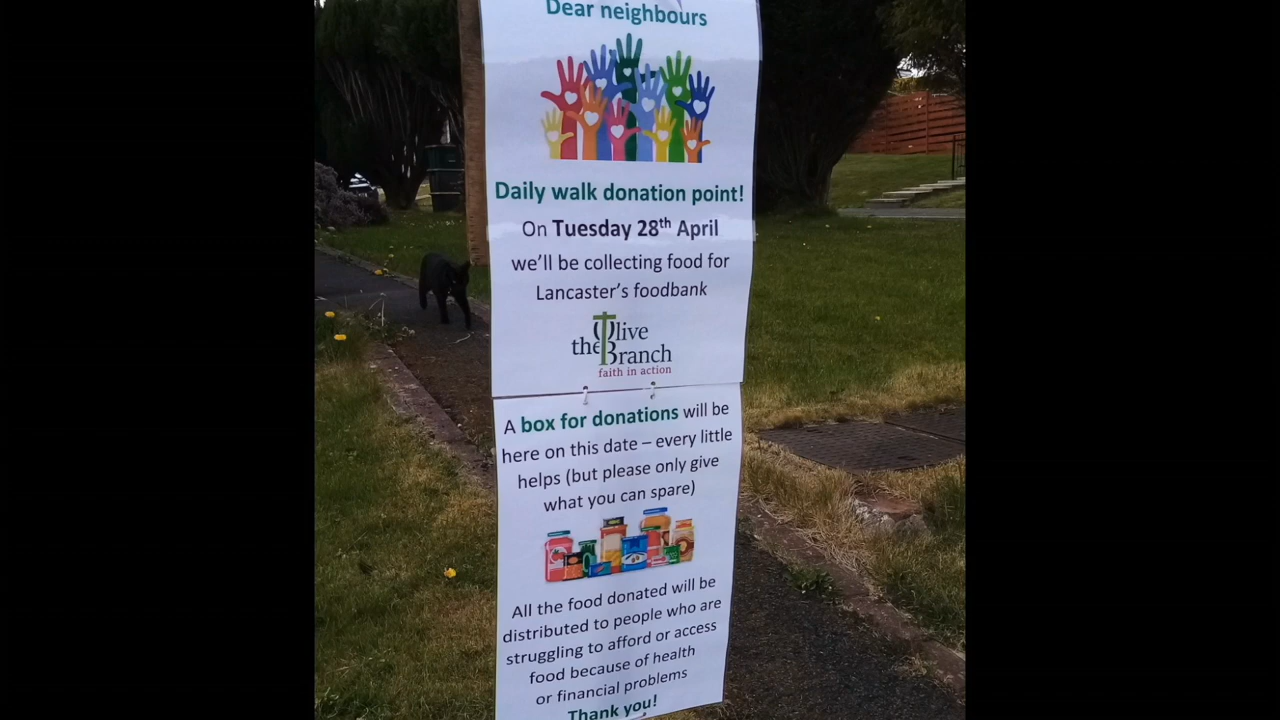 Dear neighbours
Daily walk donation point!
On Tuesday 28th April
we'll be collecting food for
Lancaster's foodbank
the Olive
Branch
faith in action
A box for donations will be
here on this date – every little
helps (but please only give
what you can spare)
All the food donated will be
distributed to people who are
struggling to afford or access
food because of health
or financial problems
Thank you!